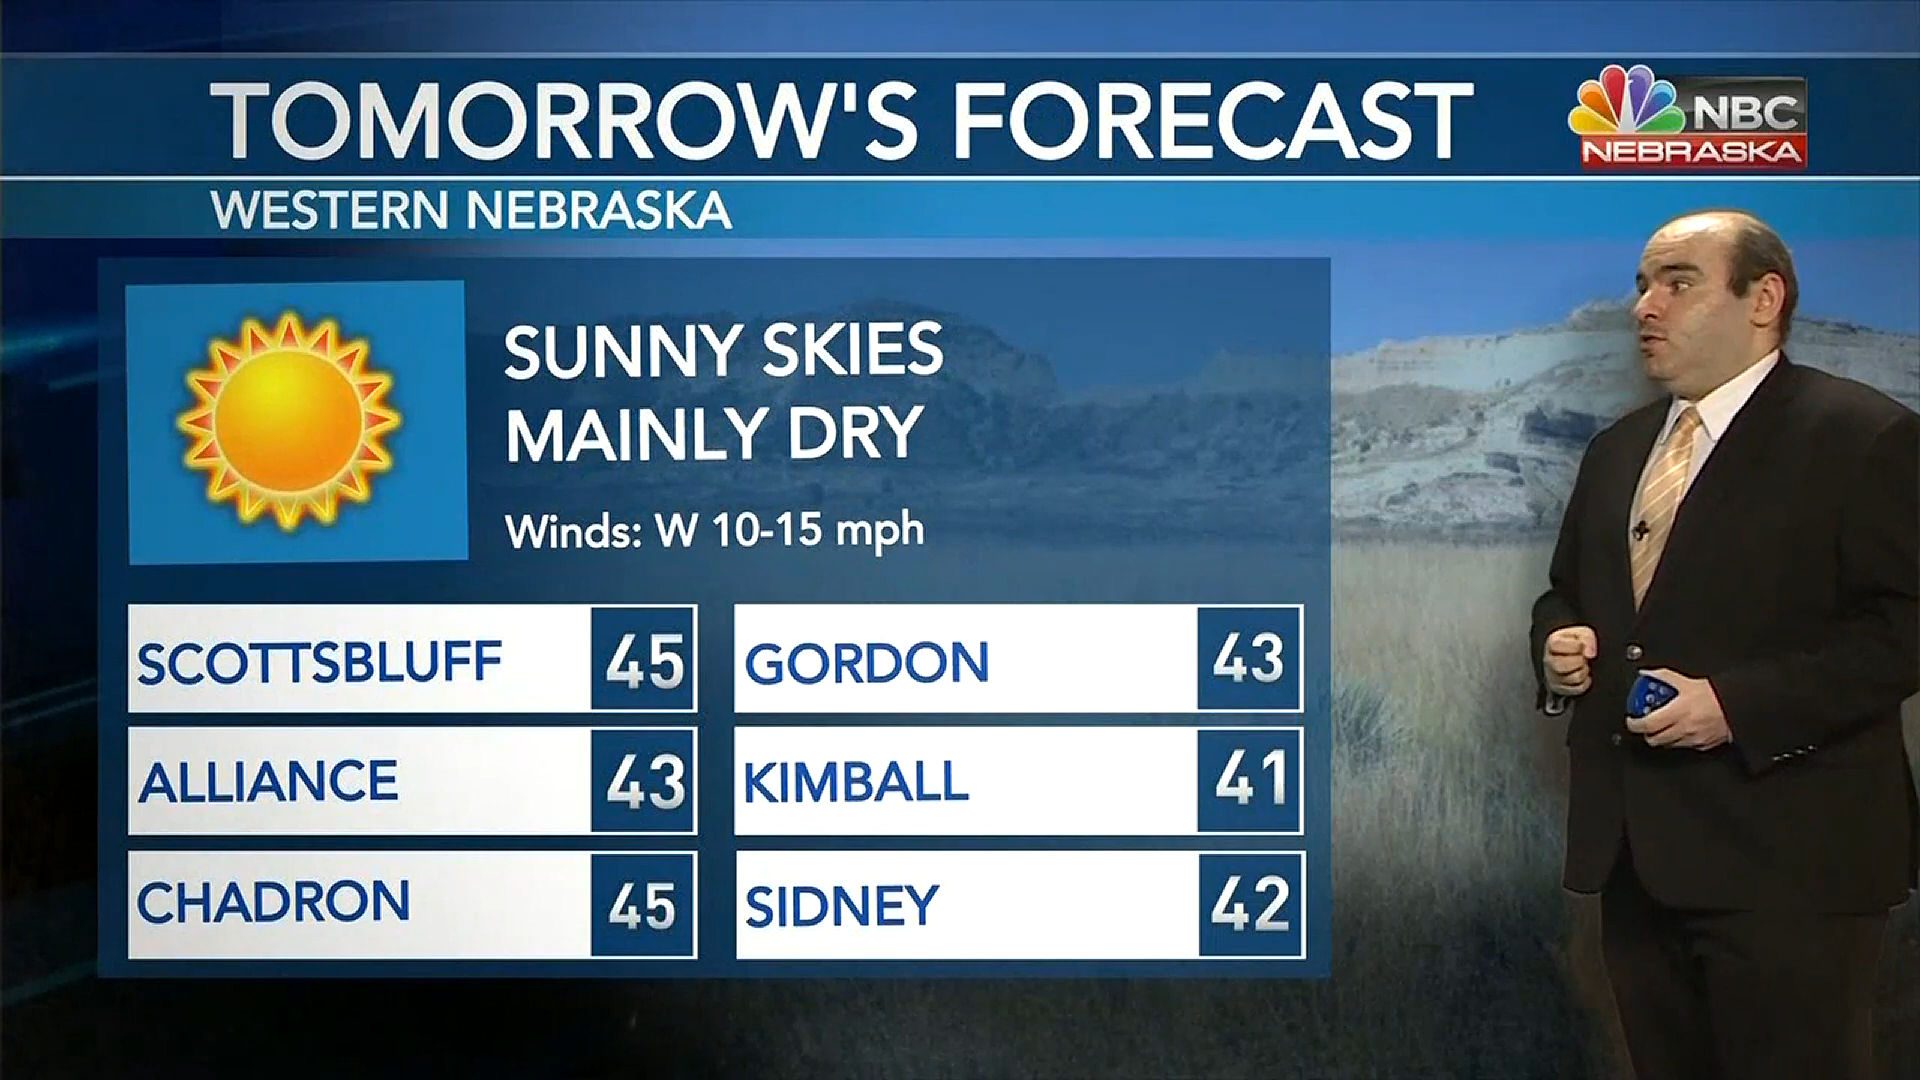 TOMORROW'S FORECAST
NBC
NEBRASKA
WESTERN NEBRASKA
SUNNY SKIES
MAINLY DRY
Winds: W 10-15 mph
SCOTTSBLUFF 45
GORDON 43
ALLIANCE 43
KIMBALL 41
CHADRON 45
SIDNEY 42